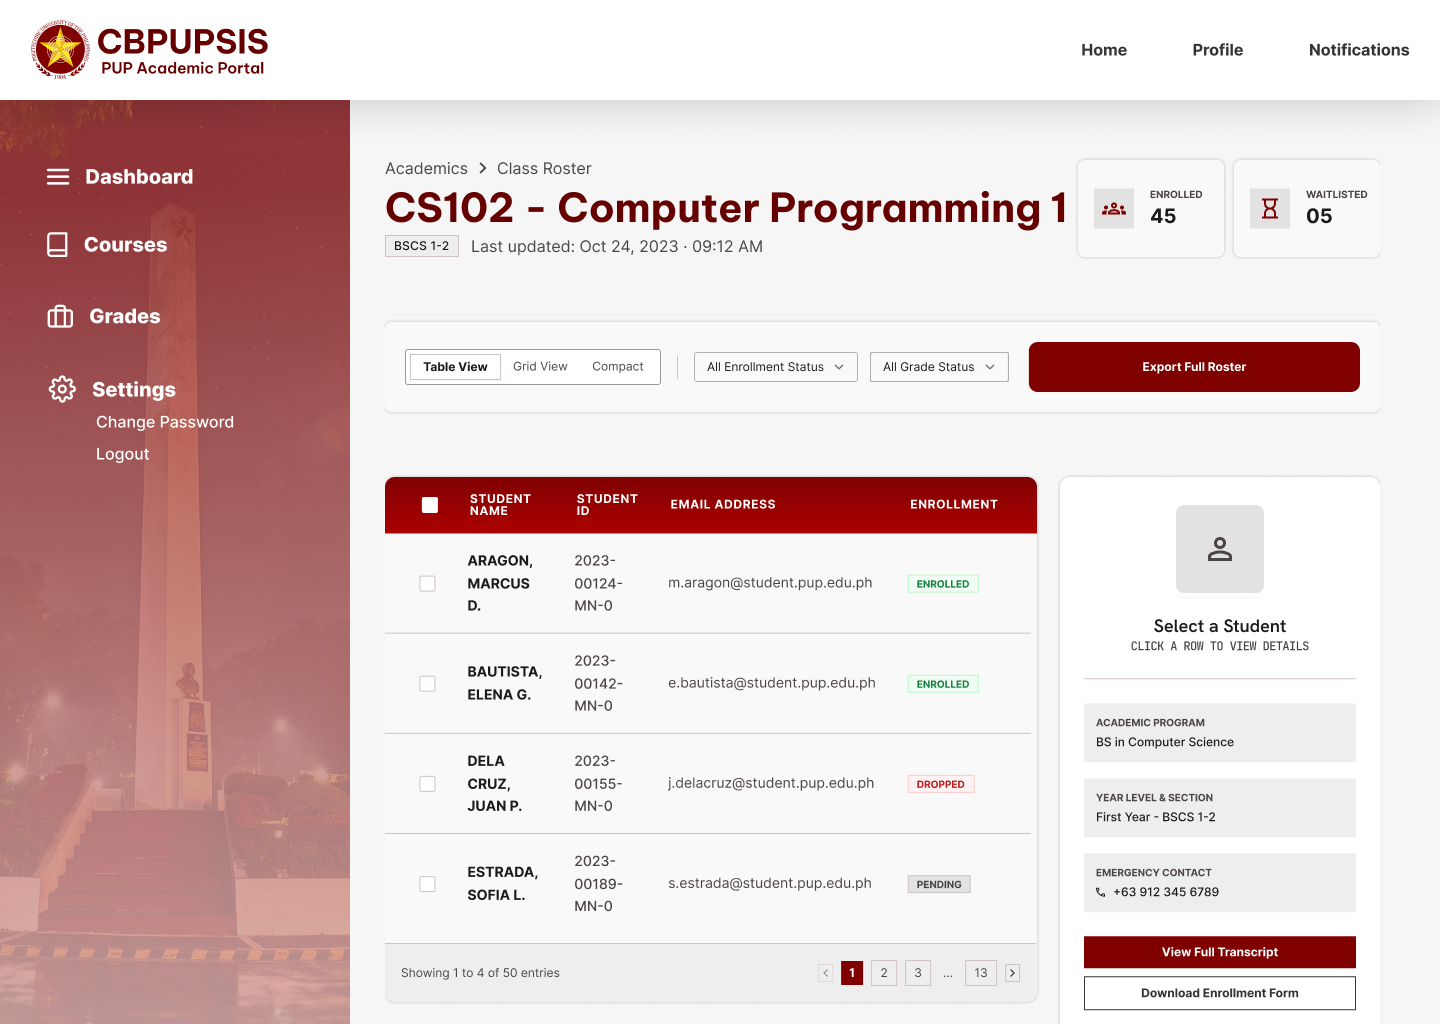 CBPUPSIS
PUP Academic Portal
1904
Home
Profile
Notifications
Dashboard
Courses
Grades
Settings
Change Password
Logout
Academics > Class Roster
CS102 - Computer Programming 1
BSCS 1-2
Last updated: Oct 24, 2023 · 09:12 AM
ENROLLED
45
WAITLISTED
05
Table View
Grid View
Compact
All Enrollment Status
All Grade Status
Export Full Roster
STUDENT
NAME
STUDENT
ID
EMAIL ADDRESS
ENROLLMENT
ARAGON,
MARCUS
D.
2023-
00124-
MN-0
m.aragon@student.pup.edu.ph
ENROLLED
BAUTISTA,
ELENA G.
2023-
00142-
MN-0
e.bautista@student.pup.edu.ph
ENROLLED
DELA
CRUZ,
JUAN P.
2023-
00155-
MN-0
j.delacruz@student.pup.edu.ph
DROPPED
ESTRADA,
SOFIA L.
2023-
00189-
MN-0
s.estrada@student.pup.edu.ph
PENDING
Showing 1 to 4 of 50 entries
< 1 2 3 ... 13 >
Select a Student
CLICK A ROW TO VIEW DETAILS
ACADEMIC PROGRAM
BS in Computer Science
YEAR LEVEL & SECTION
First Year - BSCS 1-2
EMERGENCY CONTACT
+63 912 345 6789
View Full Transcript
Download Enrollment Form